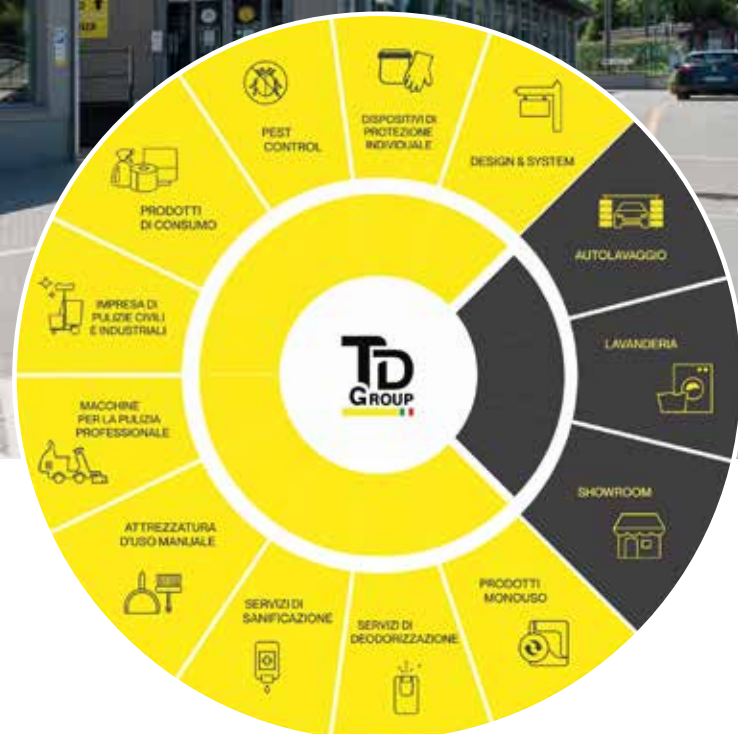 PEST
CONTROL
DISPOSITIVI DI
PROTEZIONE
INDIVIDUALE
DESIGN & SYSTEM
AUTOLAVAGGIO
LAVANDERIA
SHOWROOM
PRODOTTI
MONOUSO
SERVIZI DI
DEODORIZZAZIONE
SERVIZI DI
SANIFICAZIONE
ATTREZZATURA
D'USO MANUALE
MACCHINE
PER LA PULIZIA
PROFESSIONALE
IMPRESA DI
PULIZIE CIVILI
E INDUSTRIALI
PRODOTTI
DI CONSUMO
TD
GROUP